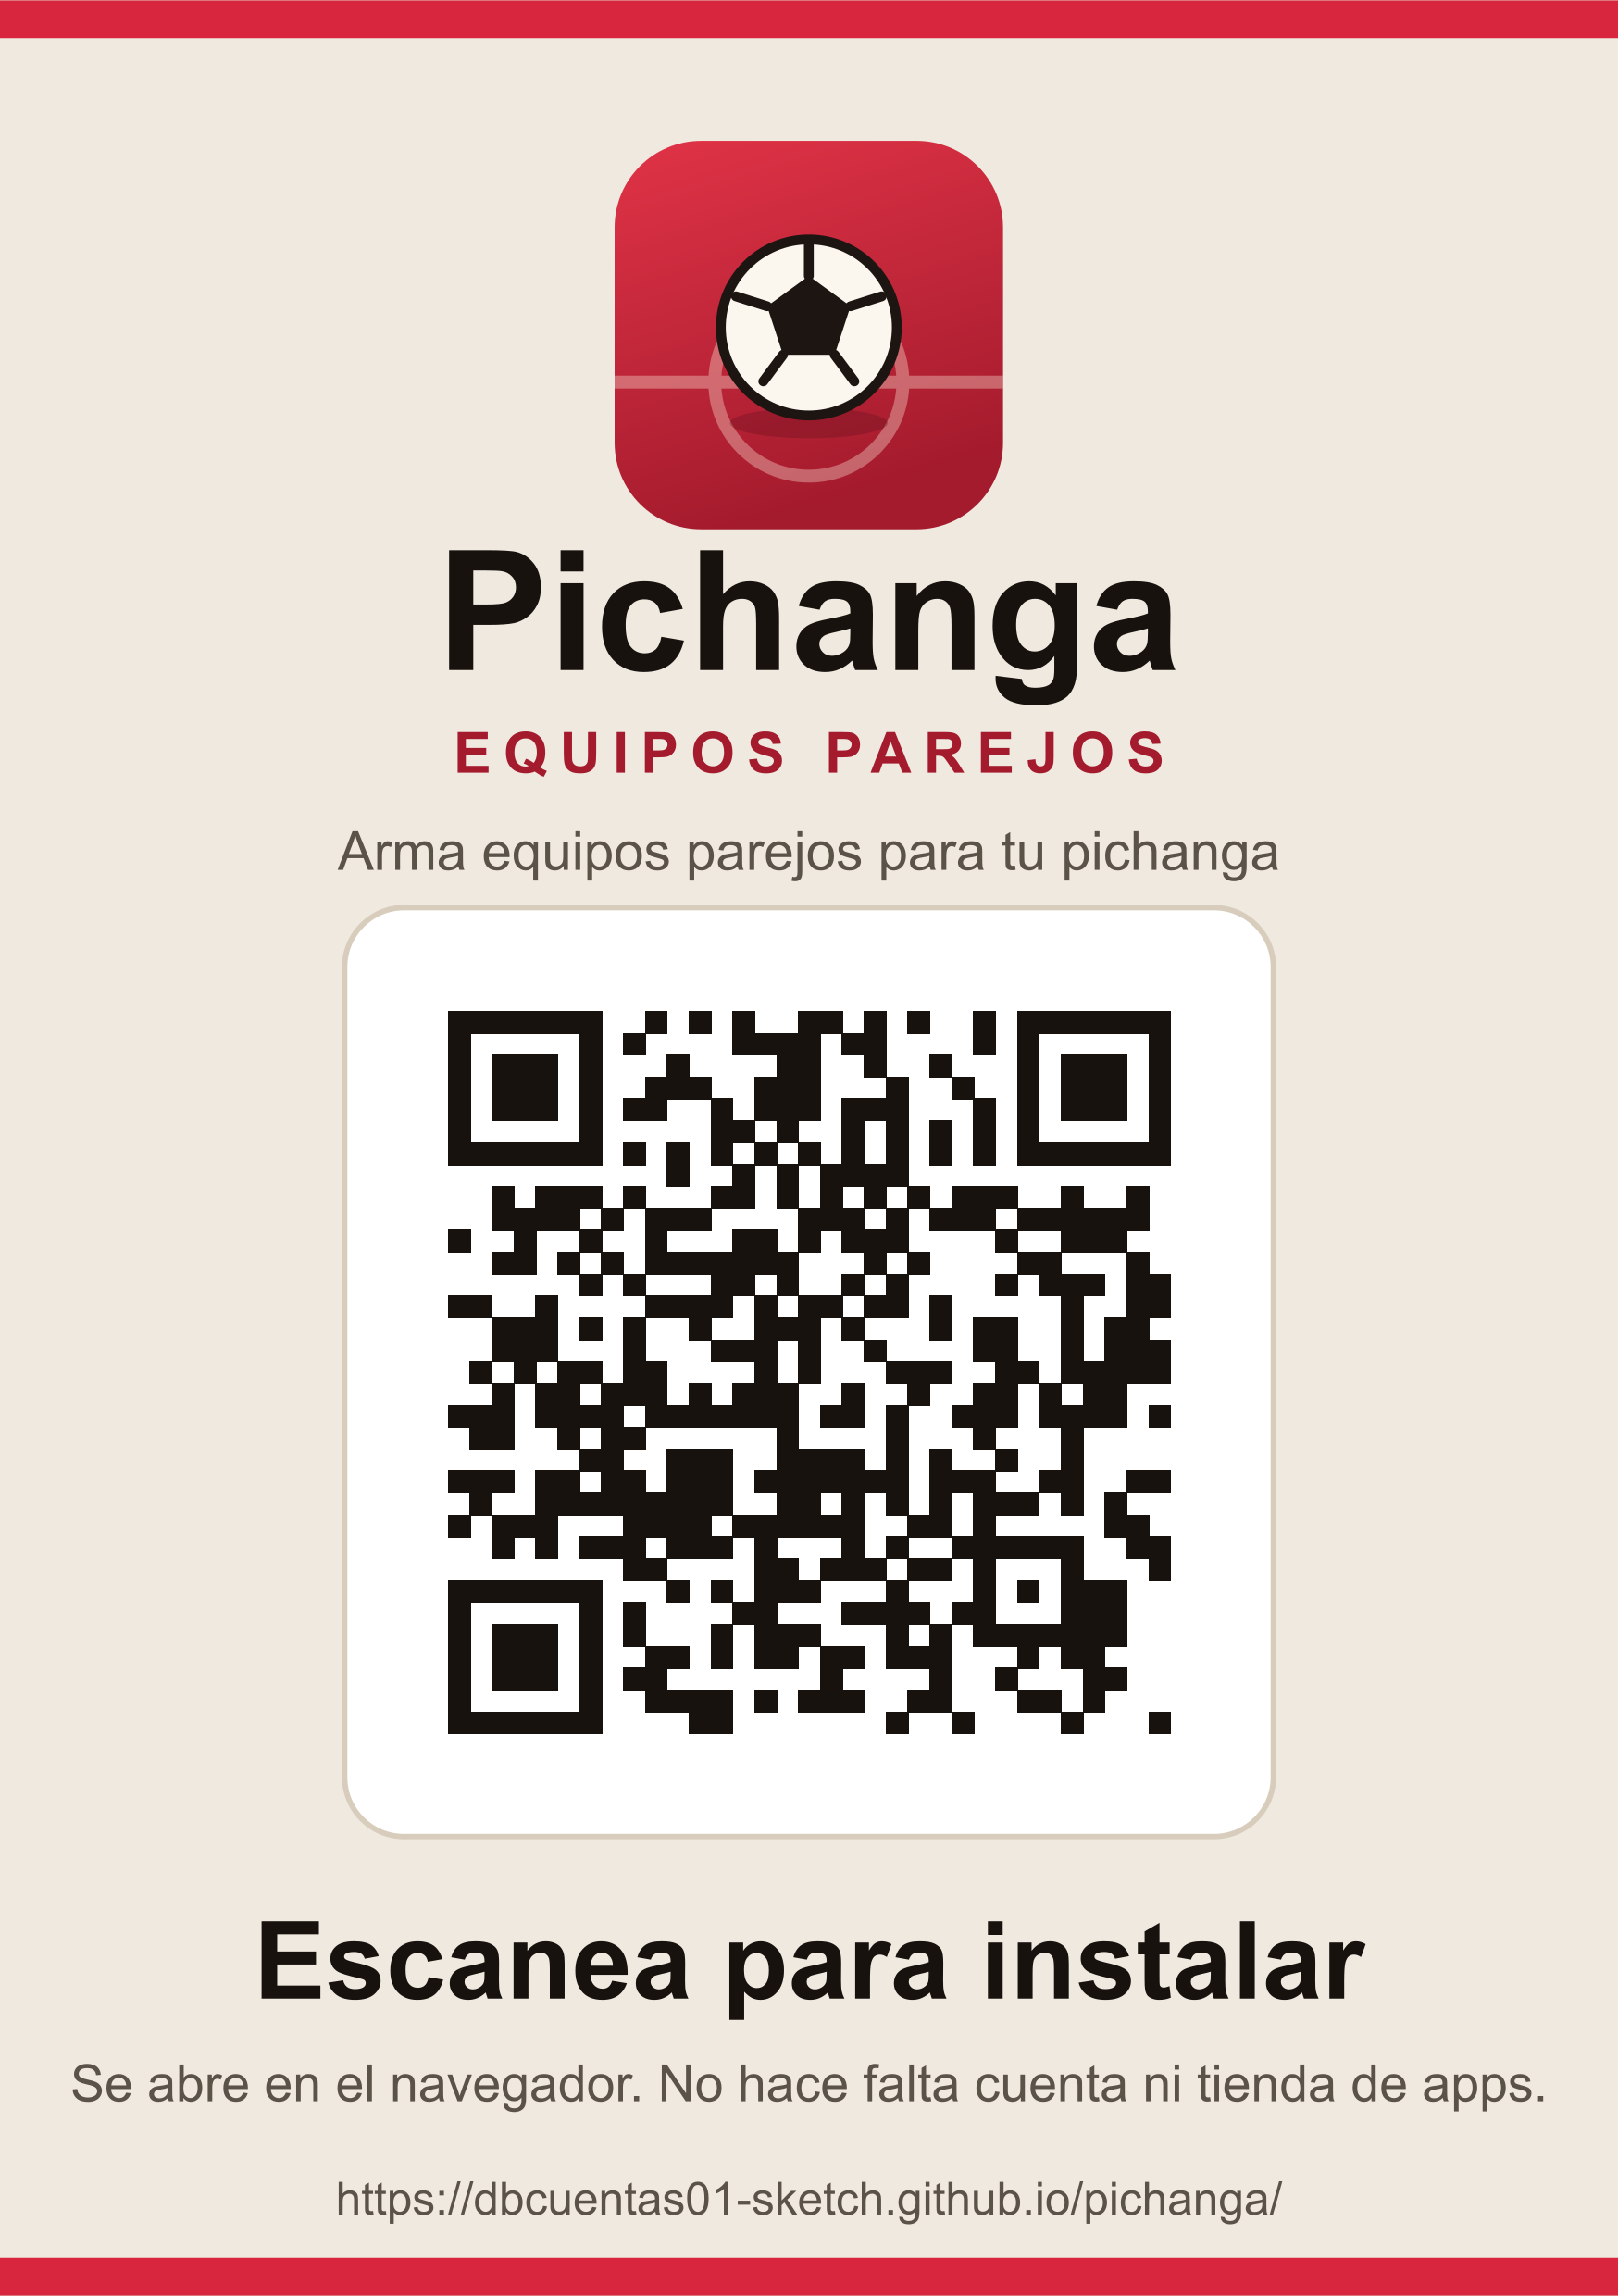 Pichanga
EQUIPOS PAREJOS
Arma equipos parejos para tu pichanga
Escanea para instalar
Se abre en el navegador. No hace falta cuenta ni tienda de apps.
https://dbcuentas01-sketch.github.io/pichanga/